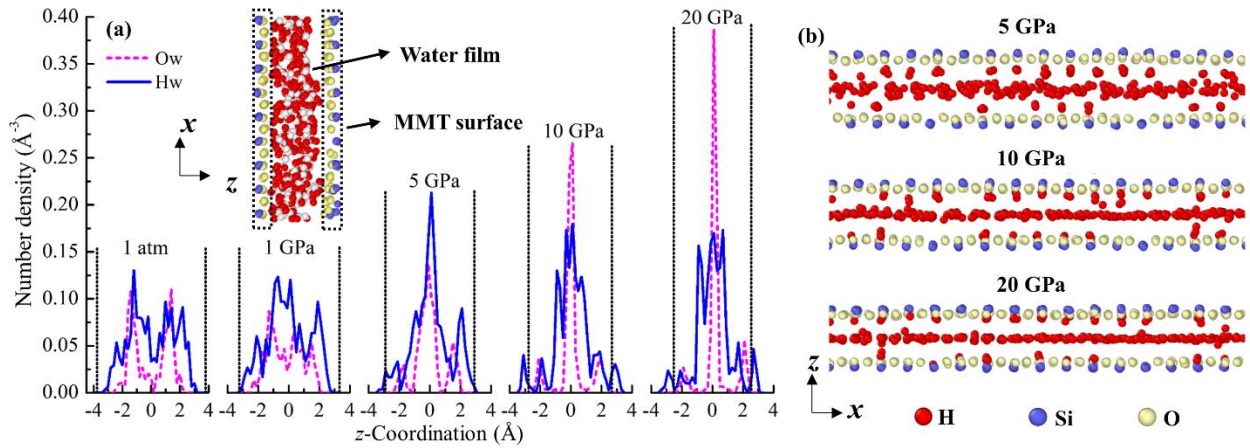 (a)
Ow
Hw
Water film
MMT surface
x
z
1 atm
1 GPa
5 GPa
10 GPa
20 GPa
Number density (Å⁻³)
0.40
0.35
0.30
0.25
0.20
0.15
0.10
0.05
0.00
-4 -2 0 2 4 -4 -2 0 2 4 -4 -2 0 2 4 -4 -2 0 2 4 -4 -2 0 2 4
z-Coordination (Å)
(b)
5 GPa
10 GPa
20 GPa
z
x
H Si O